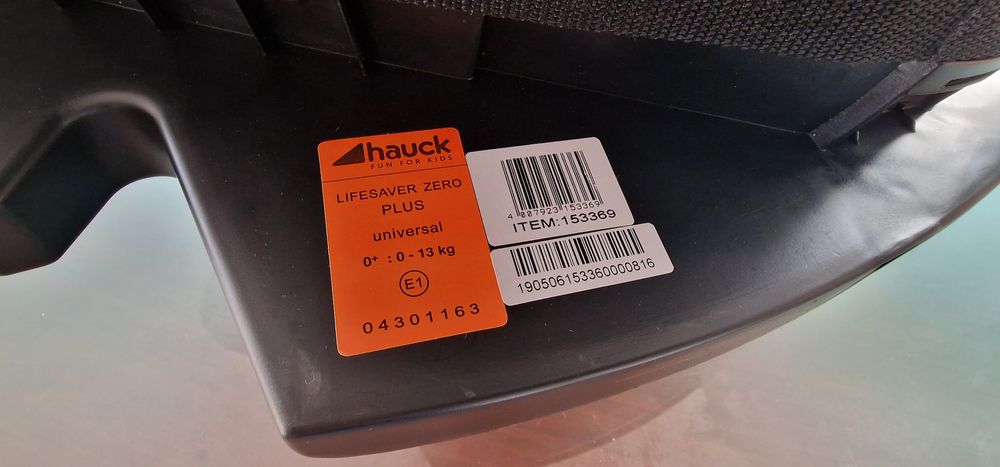 hauck
FUN FOR KIDS
LIFESAVER ZERO
PLUS
universal
0+ : 0 - 13 kg
E1
04301163
4 007923 153369
ITEM:153369
190506153360000816